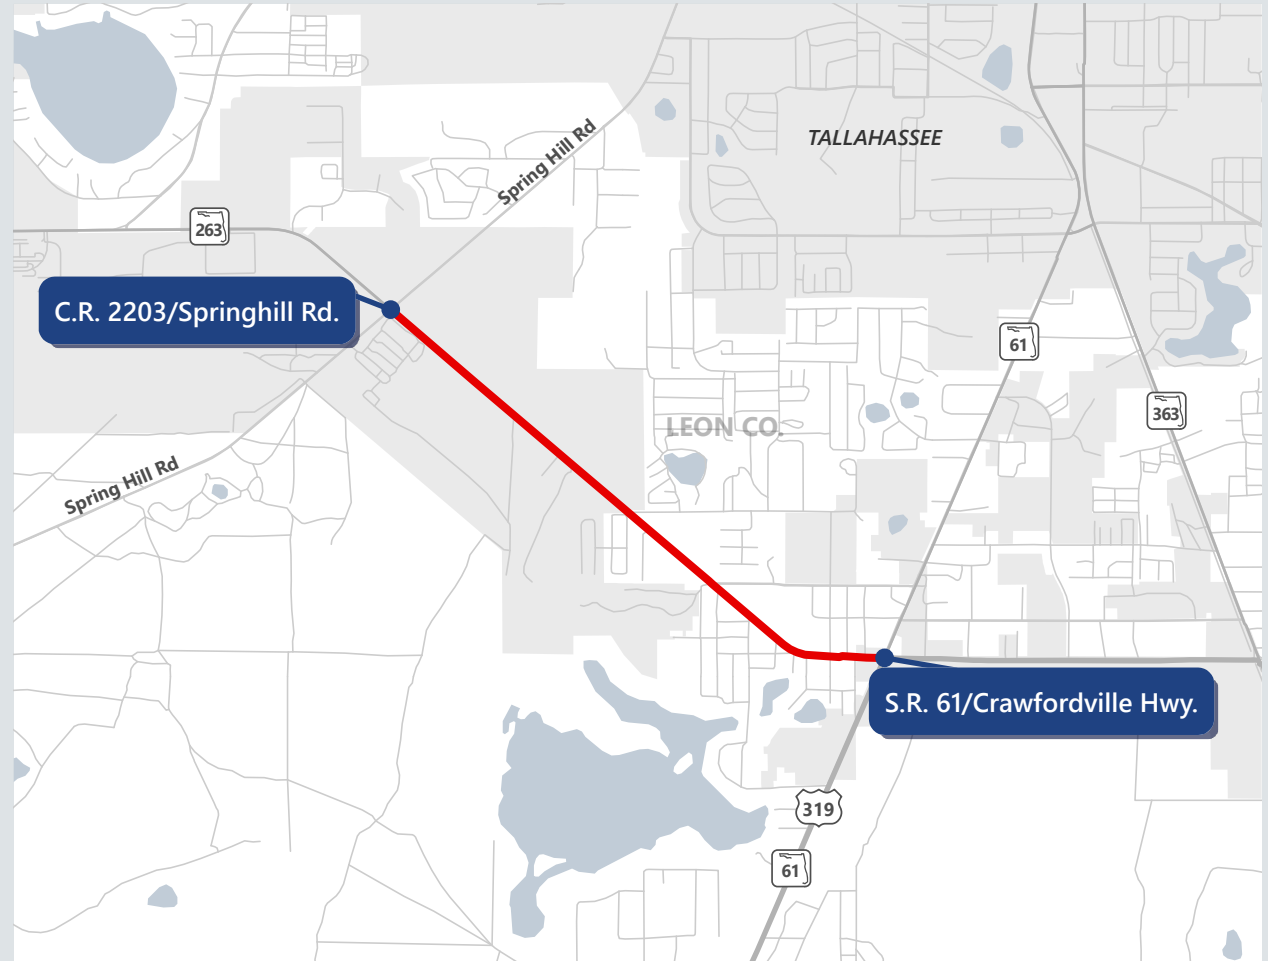 TALLAHASSEE
Spring Hill Rd
263
C.R. 2203/Springhill Rd.
61
363
LEON CO.
Spring Hill Rd
S.R. 61/Crawfordville Hwy.
319
61